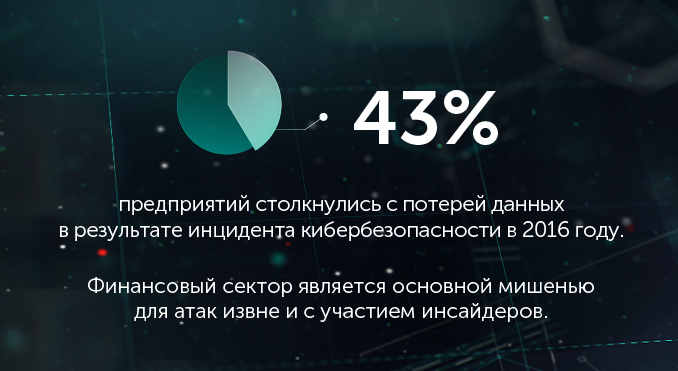 43%
предприятий столкнулись с потерей данных
в результате инцидента кибербезопасности в 2016 году.
Финансовый сектор является основной мишенью
для атак извне и с участием инсайдеров.